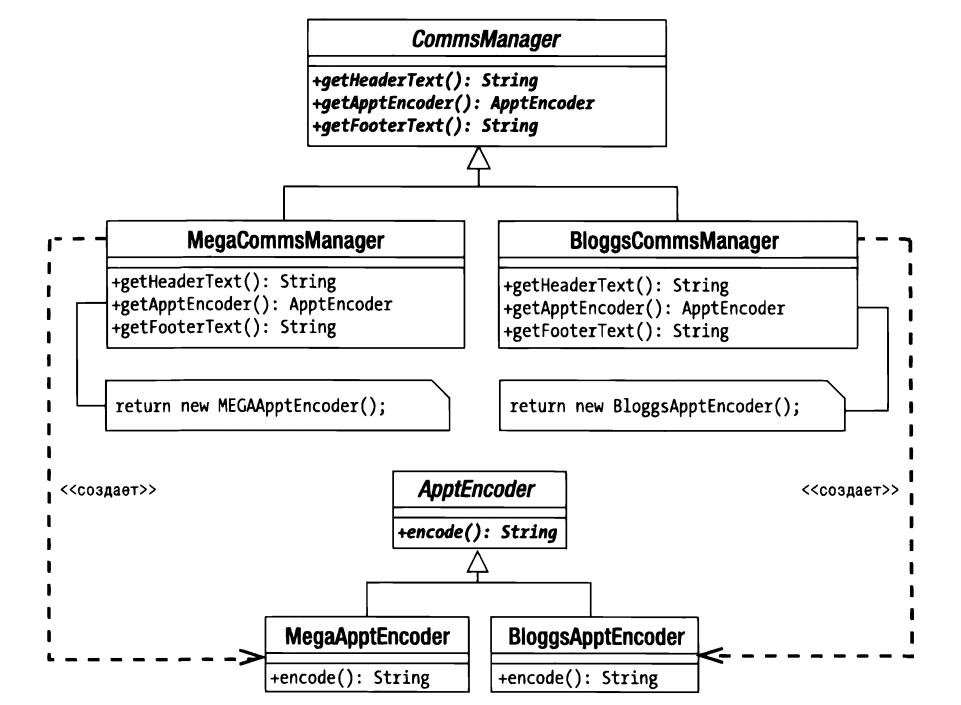 CommsManager
+getHeaderText(): String
+getApptEncoder(): ApptEncoder
+getFooterText(): String
MegaCommsManager
+getHeaderText(): String
+getApptEncoder(): ApptEncoder
+getFooterText(): String
BloggsCommsManager
+getHeaderText(): String
+getApptEncoder(): ApptEncoder
+getFooterText(): String
return new MEGAApptEncoder();
return new BloggsApptEncoder();
<<создает>>
<<создает>>
ApptEncoder
+encode(): String
MegaApptEncoder
+encode(): String
BloggsApptEncoder
+encode(): String